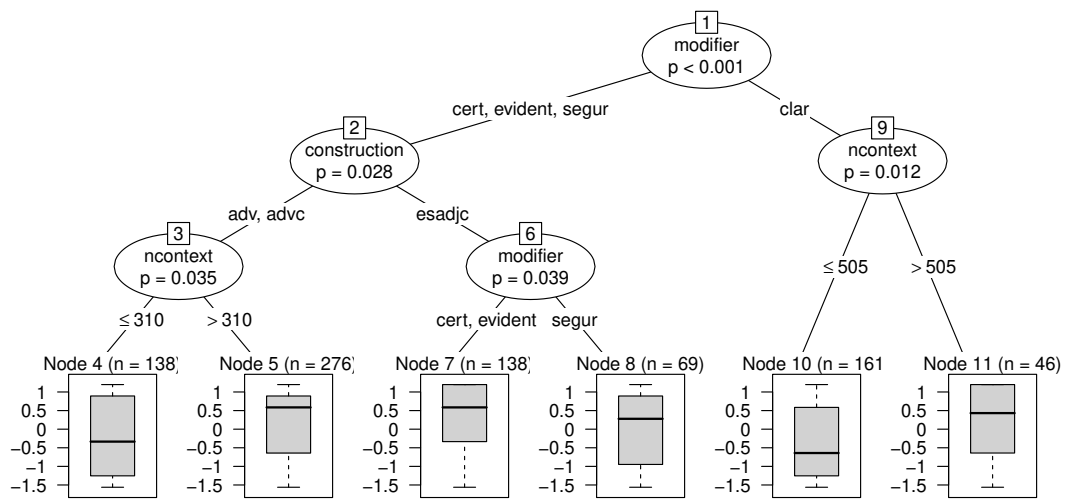 1
modifier
p < 0.001
cert, evident, segur
clar
2
construction
p = 0.028
9
ncontext
p = 0.012
adv, advc
esadjc
3
ncontext
p = 0.035
6
modifier
p = 0.039
≤ 505
> 505
≤ 310
> 310
cert, evident
segur
Node 4 (n = 138)
1
0.5
0
−0.5
−1
−1.5
Node 5 (n = 276)
1
0.5
0
−0.5
−1
−1.5
Node 7 (n = 138)
1
0.5
0
−0.5
−1
−1.5
Node 8 (n = 69)
1
0.5
0
−0.5
−1
−1.5
Node 10 (n = 161
1
0.5
0
−0.5
−1
−1.5
Node 11 (n = 46)
1
0.5
0
−0.5
−1
−1.5